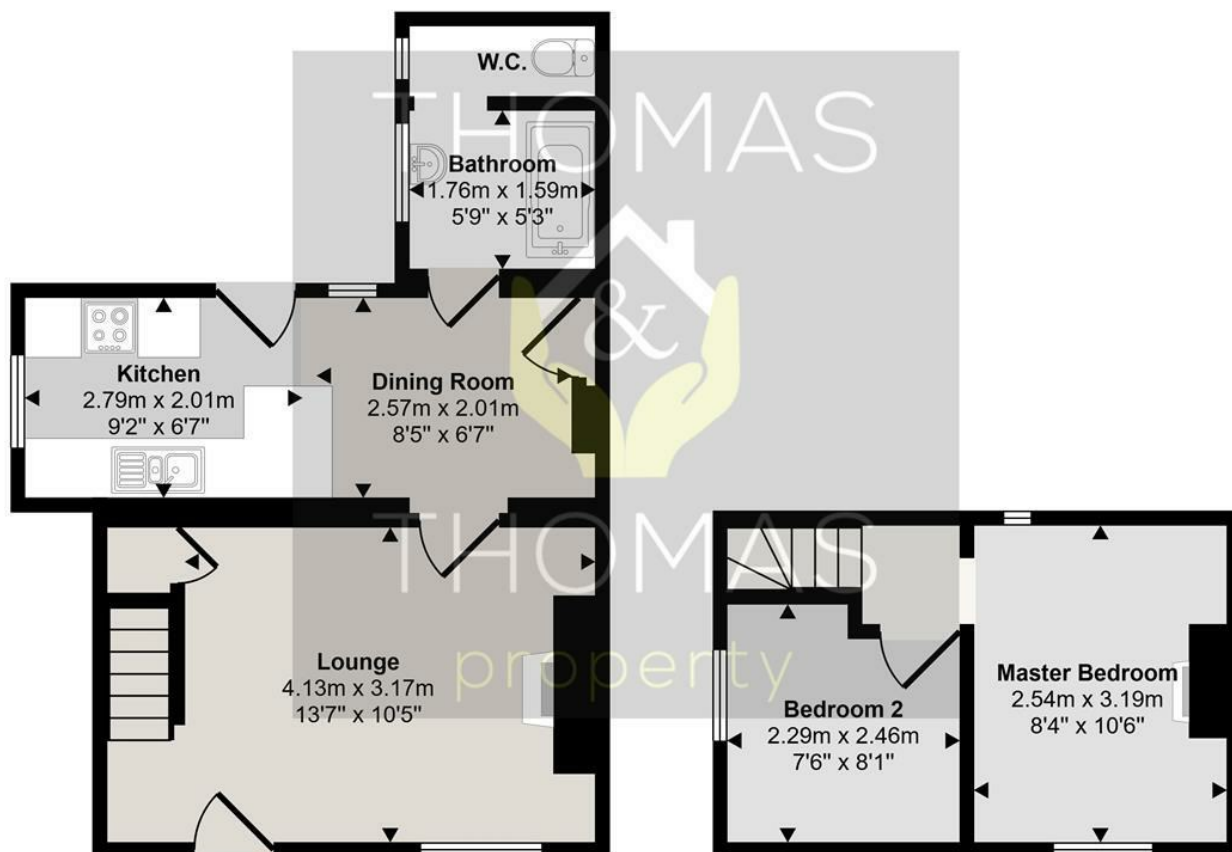 W.C.
THOMAS
Bathroom
1.76m x 1.59m
5'9" x 5'3"
&
Kitchen
2.79m x 2.01m
9'2" x 6'7"
Dining Room
2.57m x 2.01m
8'5" x 6'7"
THOMAS
Lounge
4.13m x 3.17m
13'7" x 10'5"
property
Bedroom 2
2.29m x 2.46m
7'6" x 8'1"
Master Bedroom
2.54m x 3.19m
8'4" x 10'6"